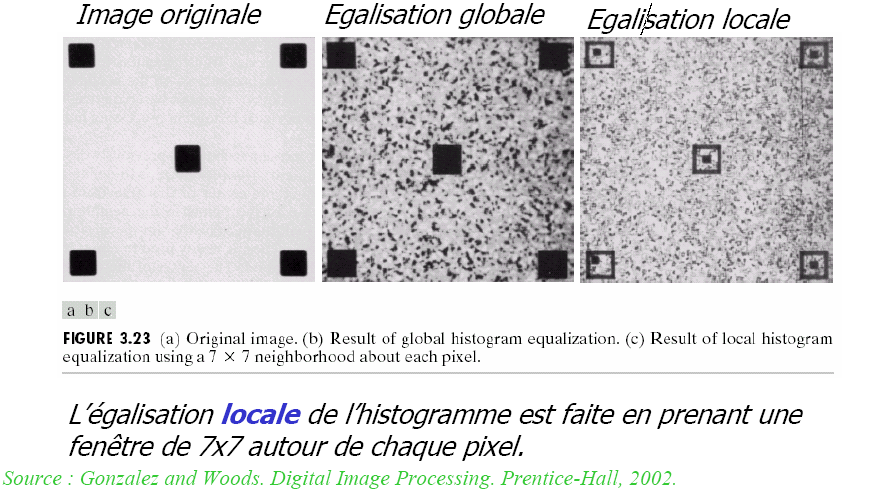 Image originale
Egalisation globale
Egalisation locale
a b c
FIGURE 3.23 (a) Original image. (b) Result of global histogram equalization. (c) Result of local histogram
equalization using a 7 × 7 neighborhood about each pixel.
L'égalisation locale de l'histogramme est faite en prenant une
fenêtre de 7x7 autour de chaque pixel.
Source : Gonzalez and Woods. Digital Image Processing. Prentice-Hall, 2002.